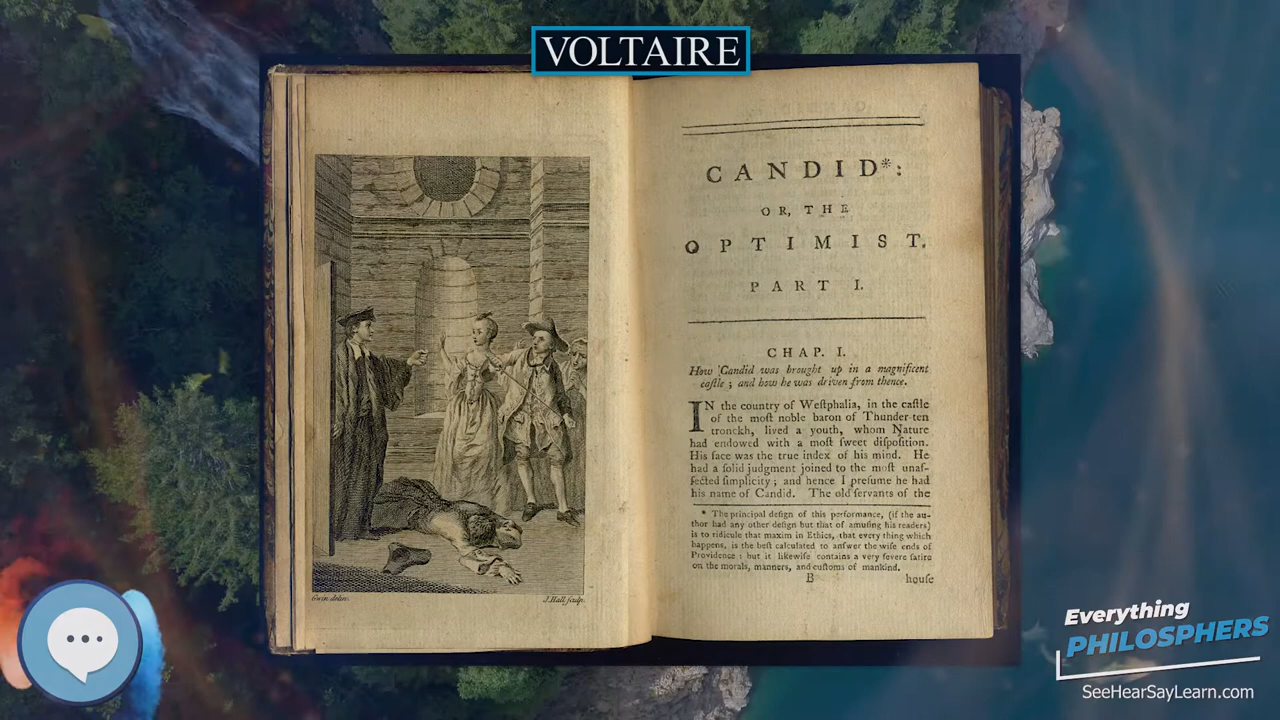 VOLTAIRE
CANDID*:
OR, THE
OPTIMIST.
PART I.
CHAP. I.
How Candid was brought up in a magnificent
caſtle ; and how he was driven from thence.
IN the country of Weſtphalia, in the caſtle
of the moſt noble baron of Thunder-ten
tronckh, lived a youth, whom Nature
had endowed with a moſt ſweet diſpoſition.
His face was the true index of his mind. He
had a ſolid judgment joined to the moſt unaf-
fected ſimplicity ; and hence I preſume he had
his name of Candid. The old ſervants of the
* The principal deſign of this performance, (if the au-
thor had any other deſign but that of amuſing his readers)
is to ridicule that maxim in Ethics, that every thing which
happens, is the beſt calculated to anſwer the wiſe ends of
Providence : but it likewiſe contains a very ſevere ſatire
on the morals, manners, and cuſtoms of mankind.
B houſe
J. Hall ſculp.
Everything
PHILOSPHERS
SeeHearSayLearn.com